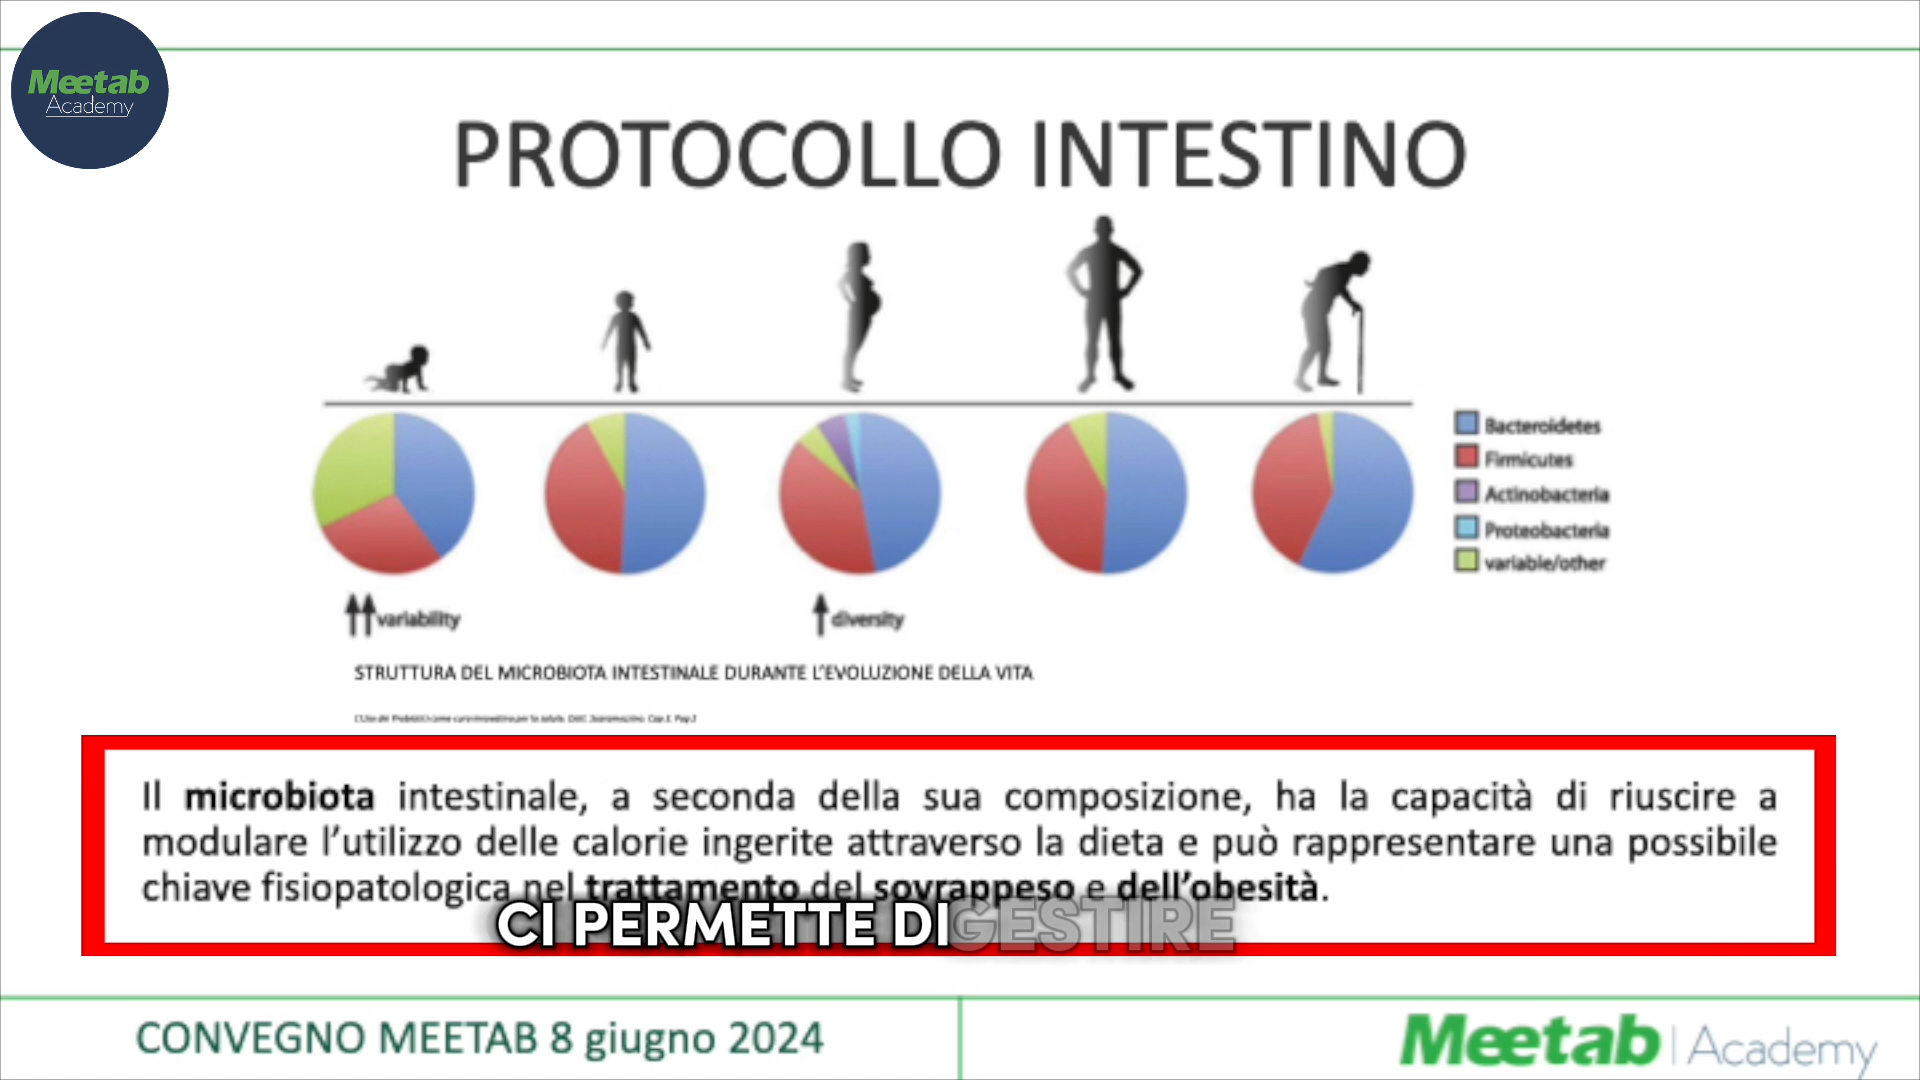 Meetab
Academy
PROTOCOLLO INTESTINO
Bacteroidetes
Firmicutes
Actinobacteria
Proteobacteria
variable/other
variability
diversity
STRUTTURA DEL MICROBIOTA INTESTINALE DURANTE L'EVOLUZIONE DELLA VITA
Il microbiota intestinale, a seconda della sua composizione, ha la capacità di riuscire a
modulare l'utilizzo delle calorie ingerite attraverso la dieta e può rappresentare una possibile
chiave fisiopatologica nel trattamento del sovrappeso e dell'obesità.
CI PERMETTE DI GESTIRE
CONVEGNO MEETAB 8 giugno 2024
Meetab | Academy